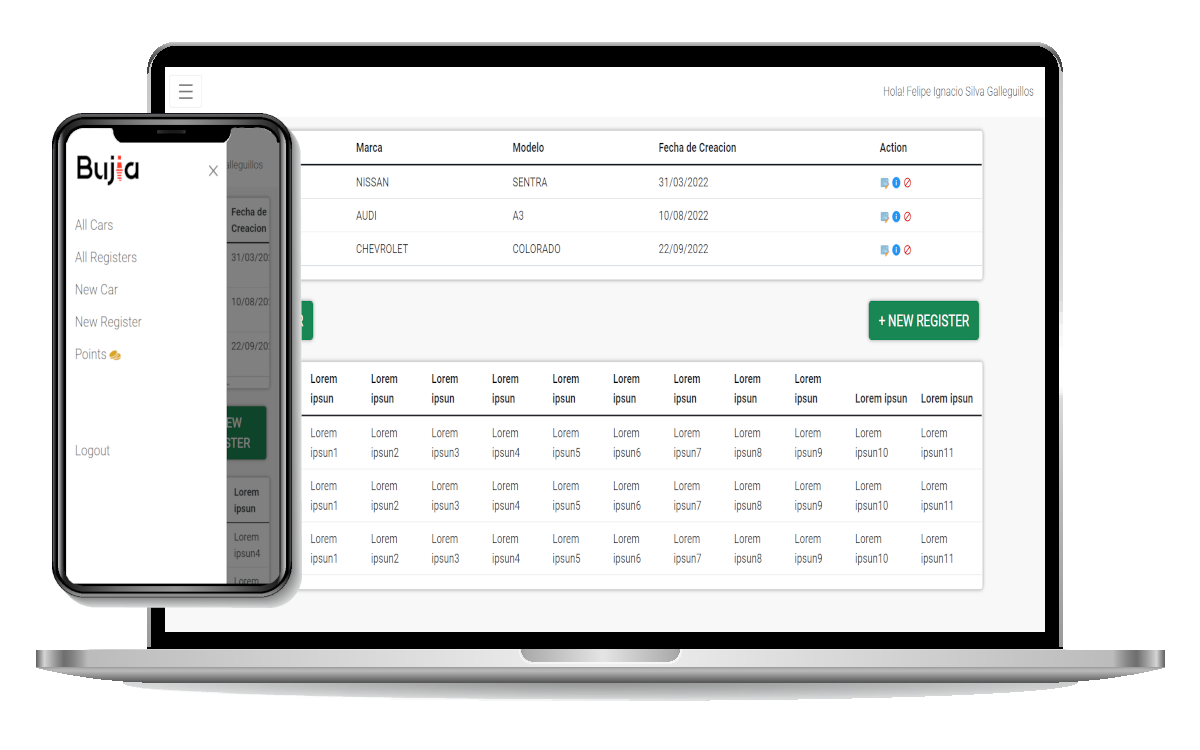 Hola! Felipe Ignacio Silva Galleguillos
Marca Modelo Fecha de Creacion Action
NISSAN SENTRA 31/03/2022
AUDI A3 10/08/2022
CHEVROLET COLORADO 22/09/2022
+ NEW REGISTER
Lorem Lorem Lorem Lorem Lorem Lorem Lorem Lorem Lorem
ipsun ipsun ipsun ipsun ipsun ipsun ipsun ipsun ipsun Lorem ipsun Lorem ipsun
Lorem Lorem Lorem Lorem Lorem Lorem Lorem Lorem Lorem Lorem Lorem
ipsun1 ipsun2 ipsun3 ipsun4 ipsun5 ipsun6 ipsun7 ipsun8 ipsun9 ipsun10 ipsun11
Lorem Lorem Lorem Lorem Lorem Lorem Lorem Lorem Lorem Lorem Lorem
ipsun1 ipsun2 ipsun3 ipsun4 ipsun5 ipsun6 ipsun7 ipsun8 ipsun9 ipsun10 ipsun11
Lorem Lorem Lorem Lorem Lorem Lorem Lorem Lorem Lorem Lorem Lorem
ipsun1 ipsun2 ipsun3 ipsun4 ipsun5 ipsun6 ipsun7 ipsun8 ipsun9 ipsun10 ipsun11
Bujia
All Cars
All Registers
New Car
New Register
Points
Logout
alleguillos
Fecha de
Creacion
31/03/20
10/08/20
22/09/20
EW
STER
Lorem
ipsun
Lorem
ipsun4
Lorem